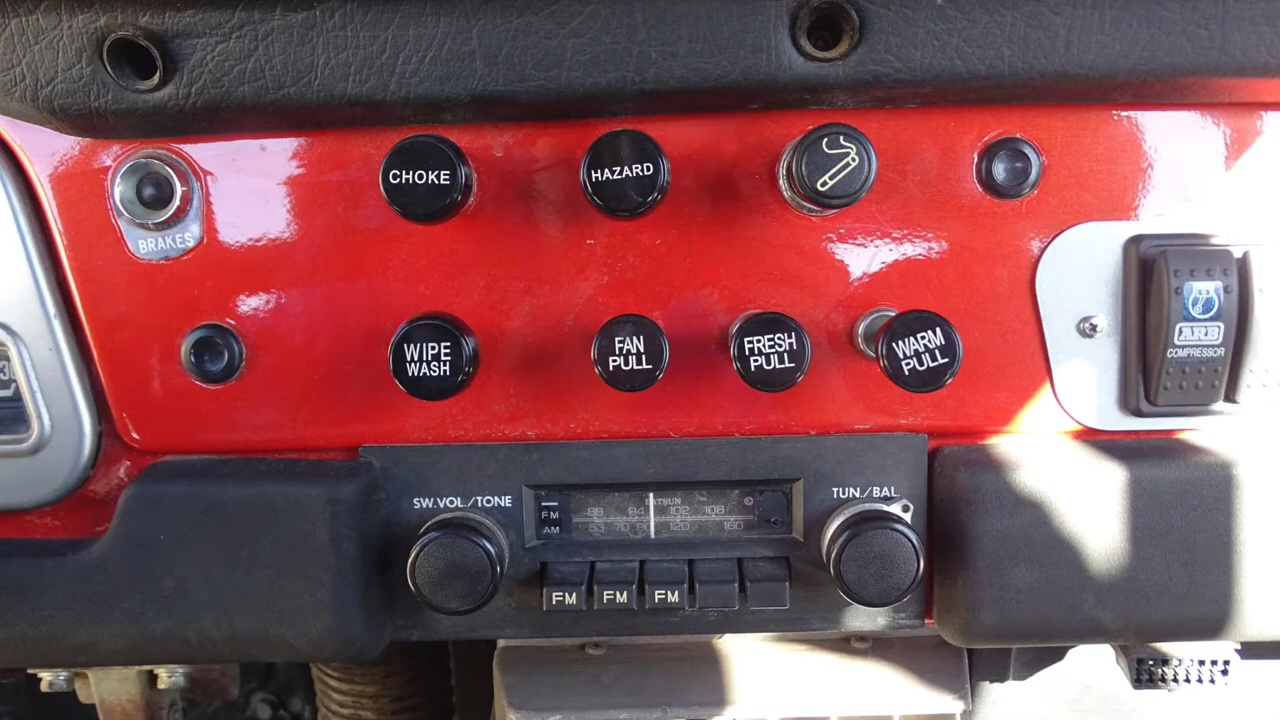 CHOKE
HAZARD
BRAKES
WIPE
WASH
FAN
PULL
FRESH
PULL
WARM
PULL
ARB
COMPRESSOR
SW.VOL./TONE
TUN./BAL.
DATSUN
FM 88 94 102 108
AM 53 70 90 120 160
FM FM FM